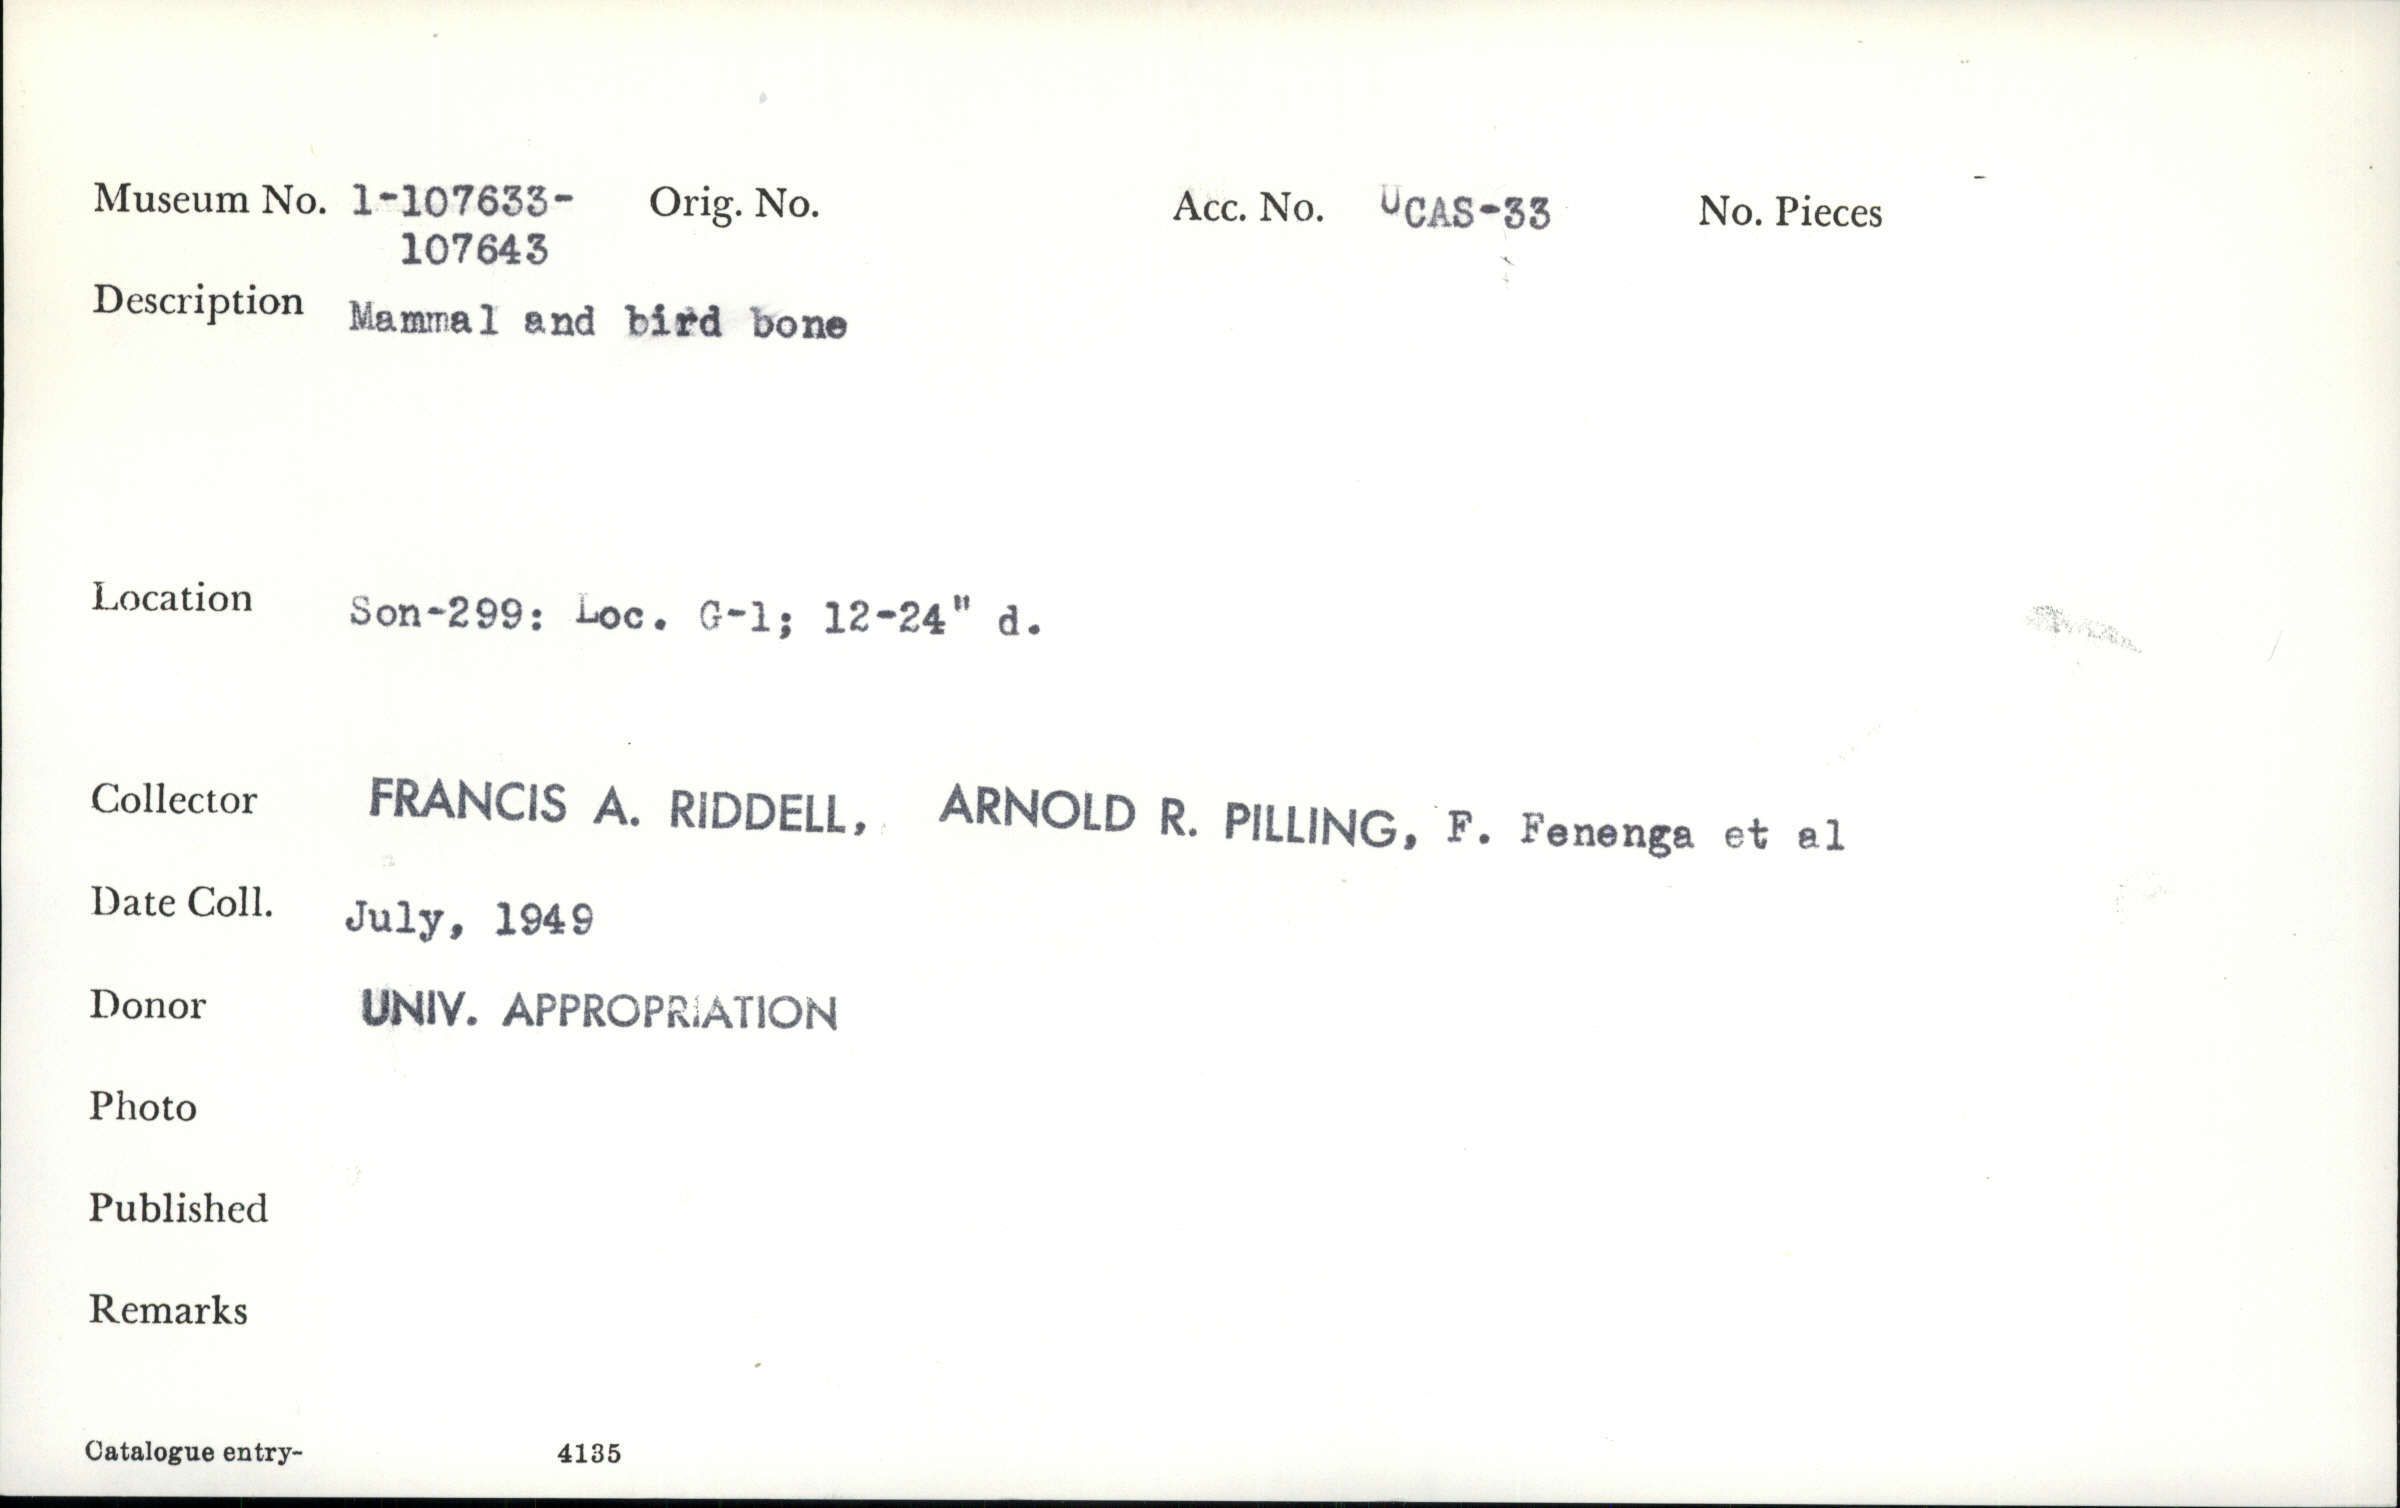 Museum No. 1-107633- Orig. No. Acc. No. UCAS-33 No. Pieces
107643
Description Mammal and bird bone
Location Son-299: Loc. G-1; 12-24" d.
Collector FRANCIS A. RIDDELL, ARNOLD R. PILLING, F. Fenenga et al
Date Coll. July, 1949
Donor UNIV. APPROPRIATION
Photo
Published
Remarks
Catalogue entry- 4135